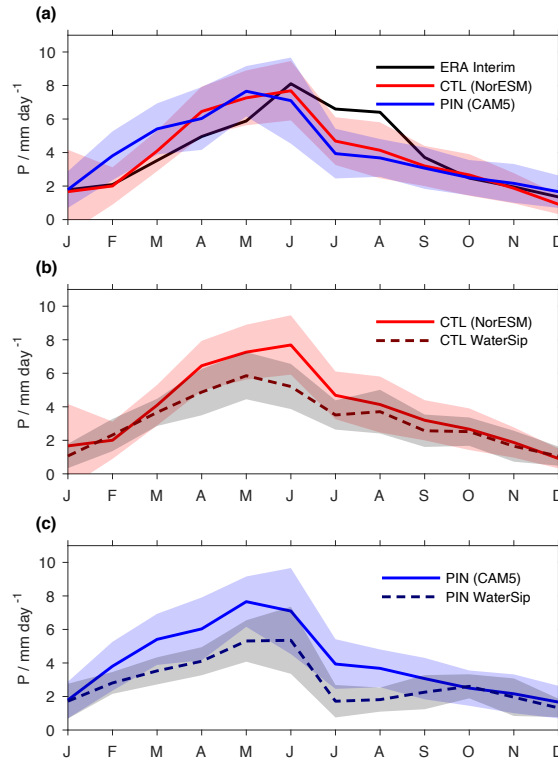 (a)
10
8
6
4
2
0
P / mm day -1
ERA Interim
CTL (NorESM)
PIN (CAM5)
J F M A M J J A S O N D
(b)
10
8
6
4
2
0
P / mm day -1
CTL (NorESM)
CTL WaterSip
J F M A M J J A S O N D
(c)
10
8
6
4
2
0
P / mm day -1
PIN (CAM5)
PIN WaterSip
J F M A M J J A S O N D